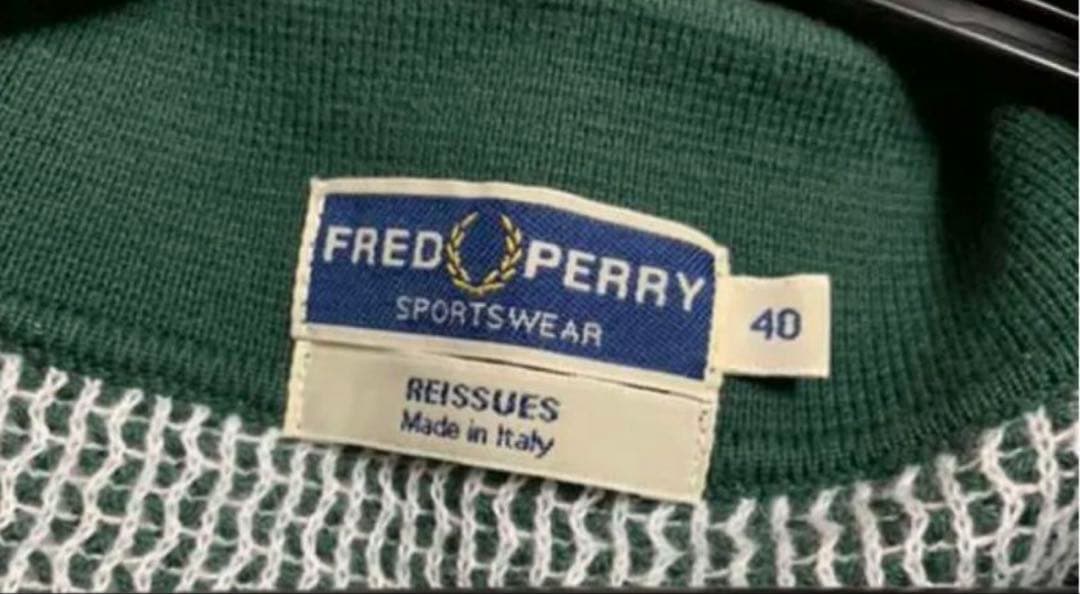 FRED PERRY
SPORTSWEAR
40
REISSUES
Made in Italy